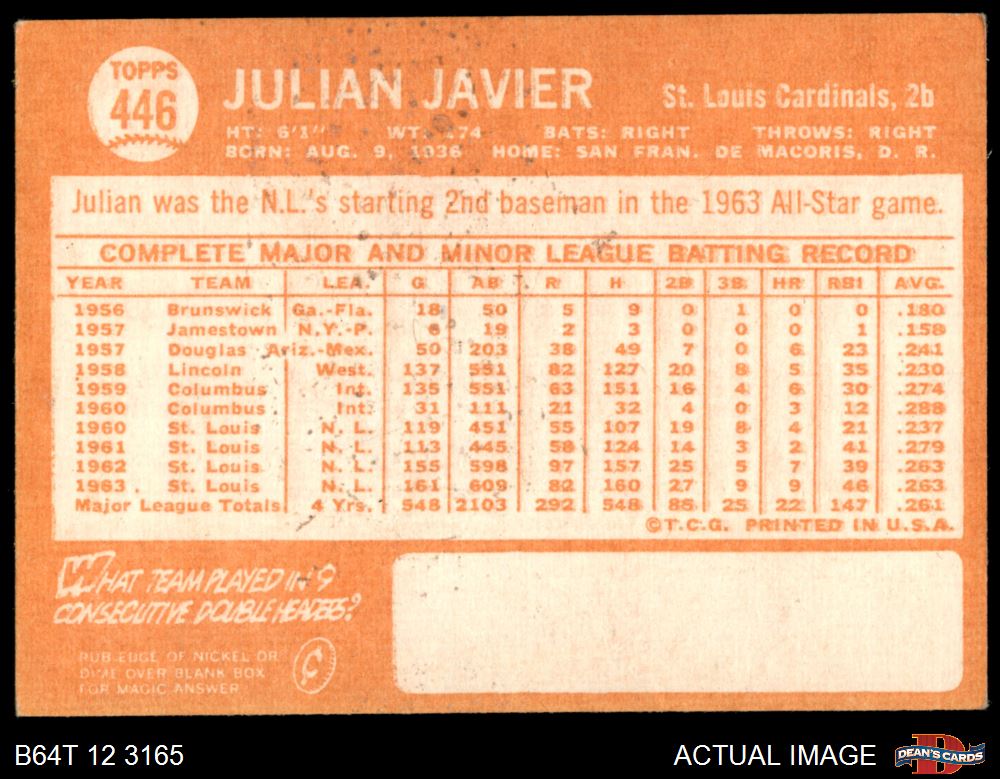 TOPPS
446
JULIAN JAVIER
St. Louis Cardinals, 2b
HT: 6'1" WT: 174 BATS: RIGHT THROWS: RIGHT
BORN: AUG. 9, 1936 HOME: SAN FRAN. DE MACORIS, D. R.
Julian was the N.L.'s starting 2nd baseman in the 1963 All-Star game.
COMPLETE MAJOR AND MINOR LEAGUE BATTING RECORD
YEAR TEAM LEA. G AB R H 2B 3B HR RBI AVG.
1956 Brunswick Ga.-Fla. 18 50 5 9 0 1 0 0 .180
1957 Jamestown N.Y.-P. 6 19 2 3 0 0 0 1 .158
1957 Douglas Ariz.-Mex. 50 203 38 49 7 0 6 23 .241
1958 Lincoln West. 137 551 82 127 20 8 5 35 .230
1959 Columbus Int. 135 551 63 151 16 4 6 30 .274
1960 Columbus Int. 31 111 21 32 4 0 3 12 .288
1960 St. Louis N. L. 119 451 55 107 19 8 4 21 .237
1961 St. Louis N. L. 113 445 58 124 14 3 2 41 .279
1962 St. Louis N. L. 155 598 97 157 25 5 7 39 .263
1963 St. Louis N. L. 161 609 82 160 27 9 9 46 .263
Major League Totals 4 Yrs. 548 2103 292 548 85 25 22 147 .261
©T.C.G. PRINTED IN U.S.A.
WHAT TEAM PLAYED IN 9
CONSECUTIVE DOUBLE HEADERS?
RUB EDGE OF NICKEL OR
DIME OVER BLANK BOX
FOR MAGIC ANSWER
¢
B64T 12 3165
ACTUAL IMAGE
D
DEAN'S CARDS